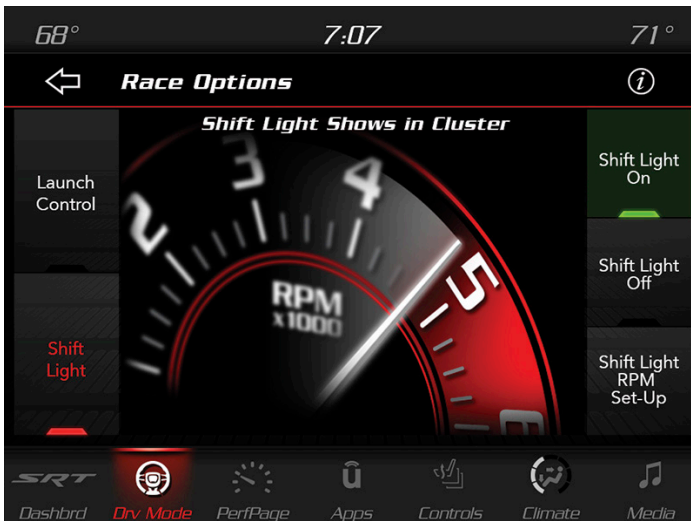 68°
7:07
71°
Race Options
i
Shift Light Shows in Cluster
Launch
Control
Shift
Light
2
3
4
5
6
RPM
x1000
Shift Light
On
Shift Light
Off
Shift Light
RPM
Set-Up
SRT
û
Dashbrd
Drv Mode
PerfPage
Apps
Controls
Climate
Media